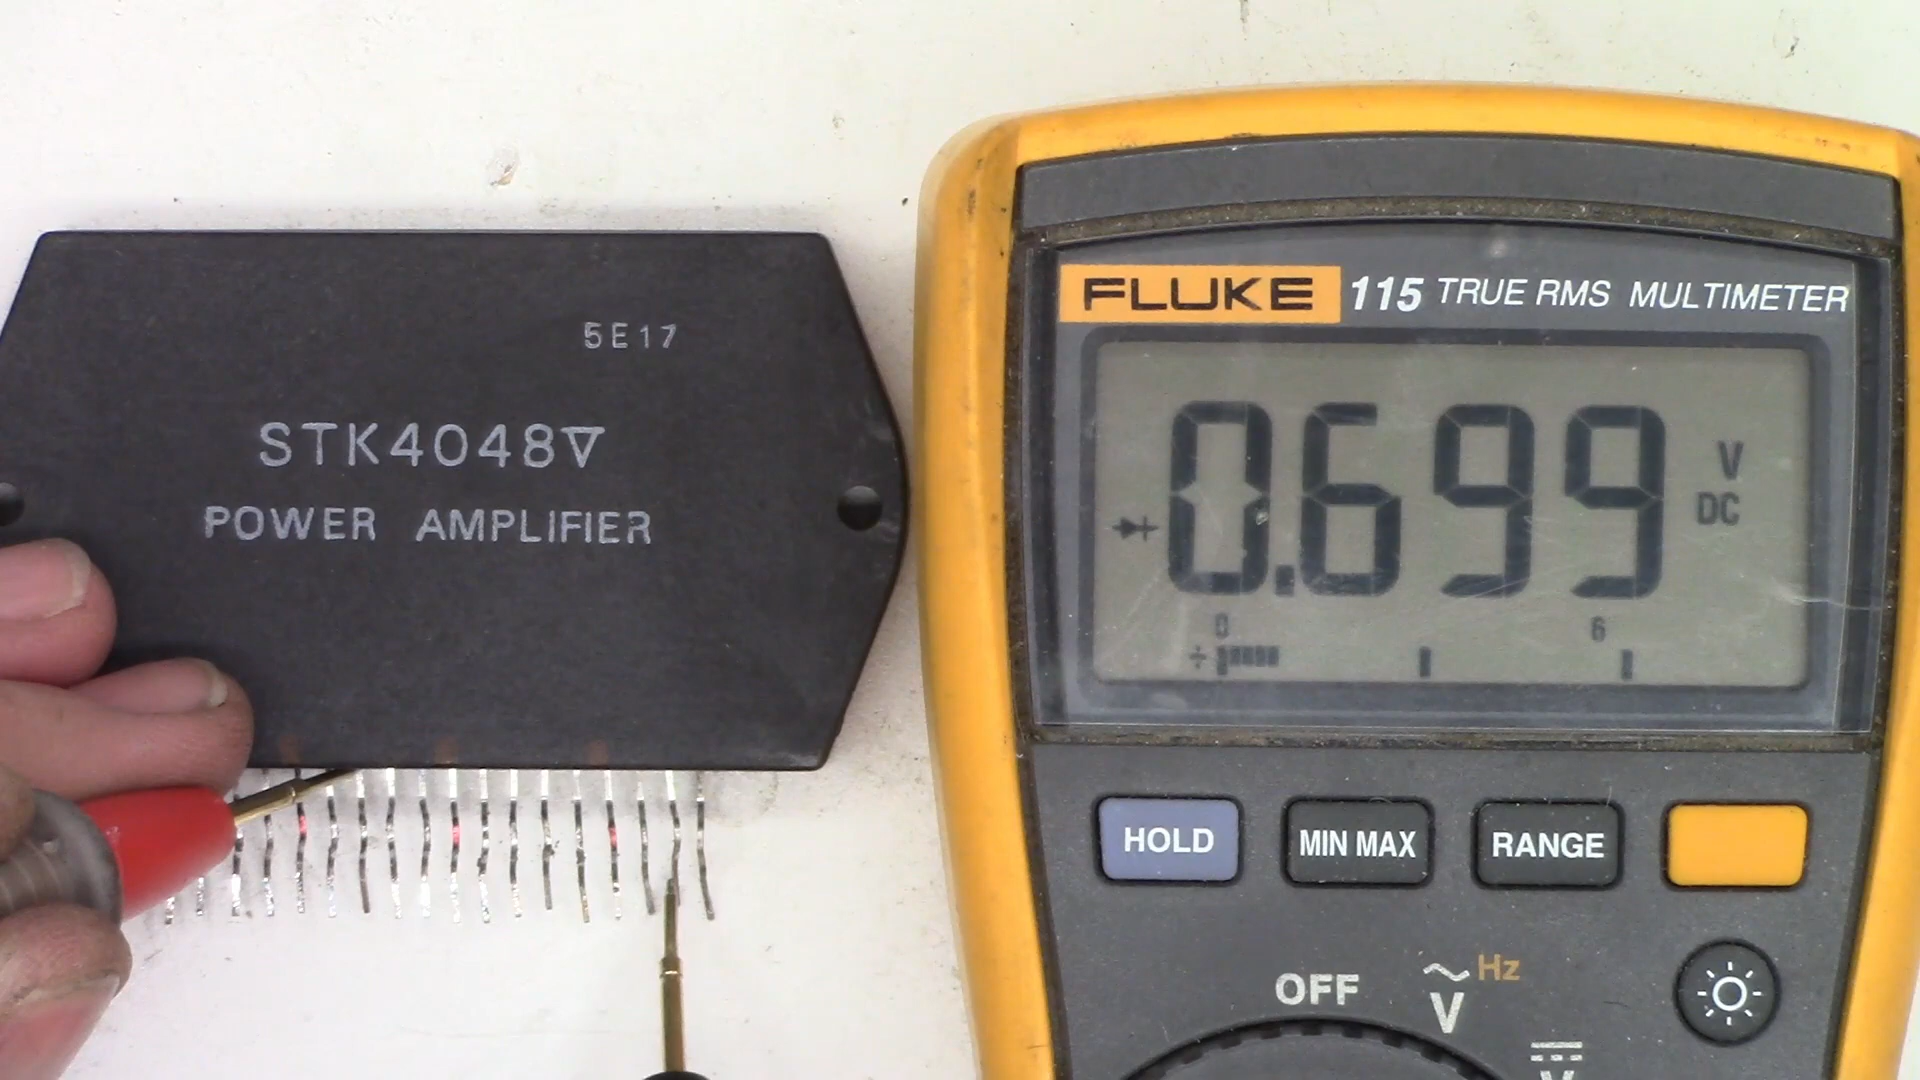 5E17
STK4048V
POWER AMPLIFIER
FLUKE 115 TRUE RMS MULTIMETER
0.699 V DC
0 6
HOLD MIN MAX RANGE
OFF V Hz
V